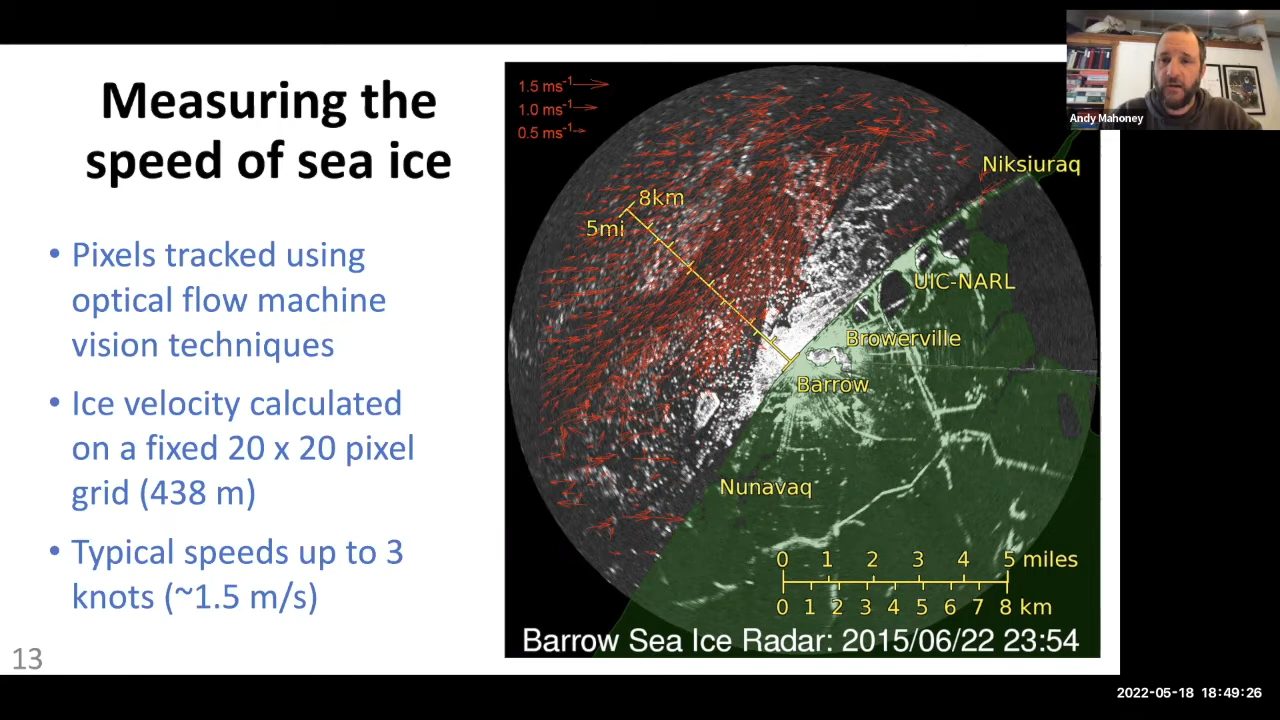 Measuring the
speed of sea ice
• Pixels tracked using
optical flow machine
vision techniques
• Ice velocity calculated
on a fixed 20 x 20 pixel
grid (438 m)
• Typical speeds up to 3
knots (~1.5 m/s)
13
1.5 ms⁻¹
1.0 ms⁻¹
0.5 ms⁻¹
8km
5mi
Niksiuraq
UIC-NARL
Browerville
Barrow
Nunavaq
0 1 2 3 4 5 miles
0 1 2 3 4 5 6 7 8 km
Barrow Sea Ice Radar: 2015/06/22 23:54
Andy Mahoney
2022-05-18 18:49:26